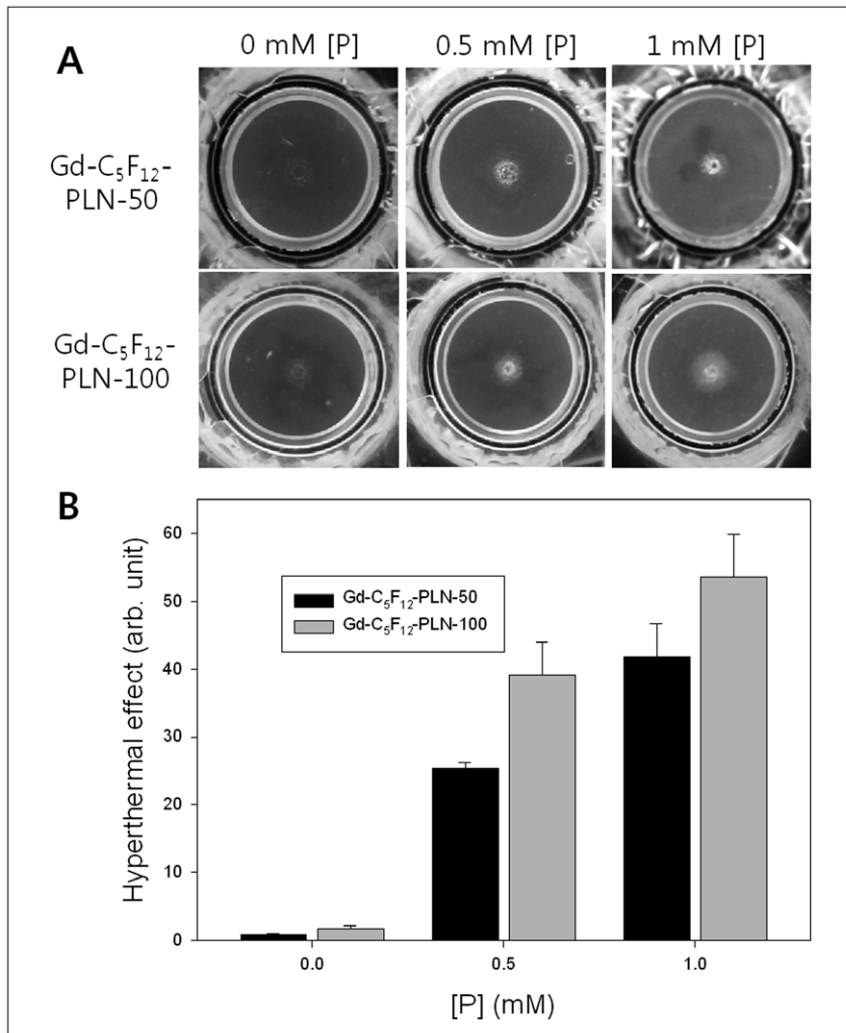 A
0 mM [P]
0.5 mM [P]
1 mM [P]
Gd-C₅F₁₂-
PLN-50
Gd-C₅F₁₂-
PLN-100
B
Hyperthermal effect (arb. unit)
60
50
40
30
20
10
0
Gd-C₅F₁₂-PLN-50
Gd-C₅F₁₂-PLN-100
0.0
0.5
1.0
[P] (mM)